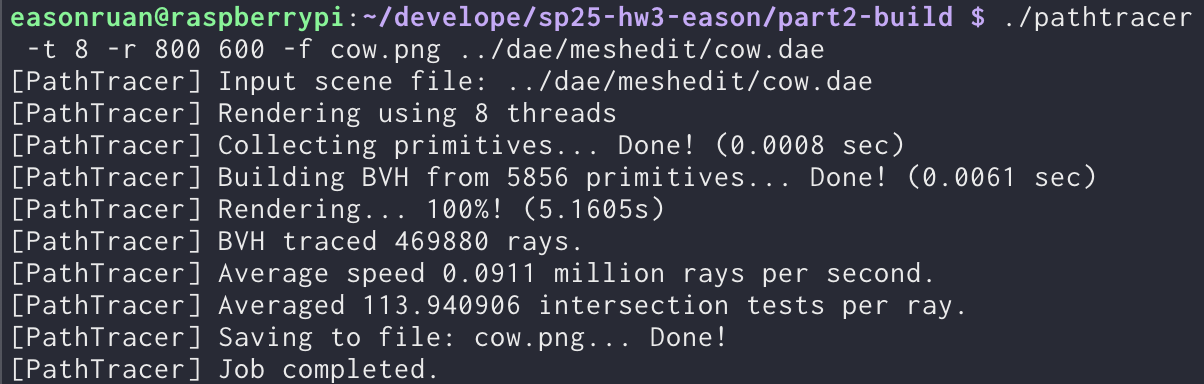 easonruan@raspberrypi:~/develope/sp25-hw3-eason/part2-build $ ./pathtracer
-t 8 -r 800 600 -f cow.png ../dae/meshedit/cow.dae
[PathTracer] Input scene file: ../dae/meshedit/cow.dae
[PathTracer] Rendering using 8 threads
[PathTracer] Collecting primitives... Done! (0.0008 sec)
[PathTracer] Building BVH from 5856 primitives... Done! (0.0061 sec)
[PathTracer] Rendering... 100%! (5.1605s)
[PathTracer] BVH traced 469880 rays.
[PathTracer] Average speed 0.0911 million rays per second.
[PathTracer] Averaged 113.940906 intersection tests per ray.
[PathTracer] Saving to file: cow.png... Done!
[PathTracer] Job completed.